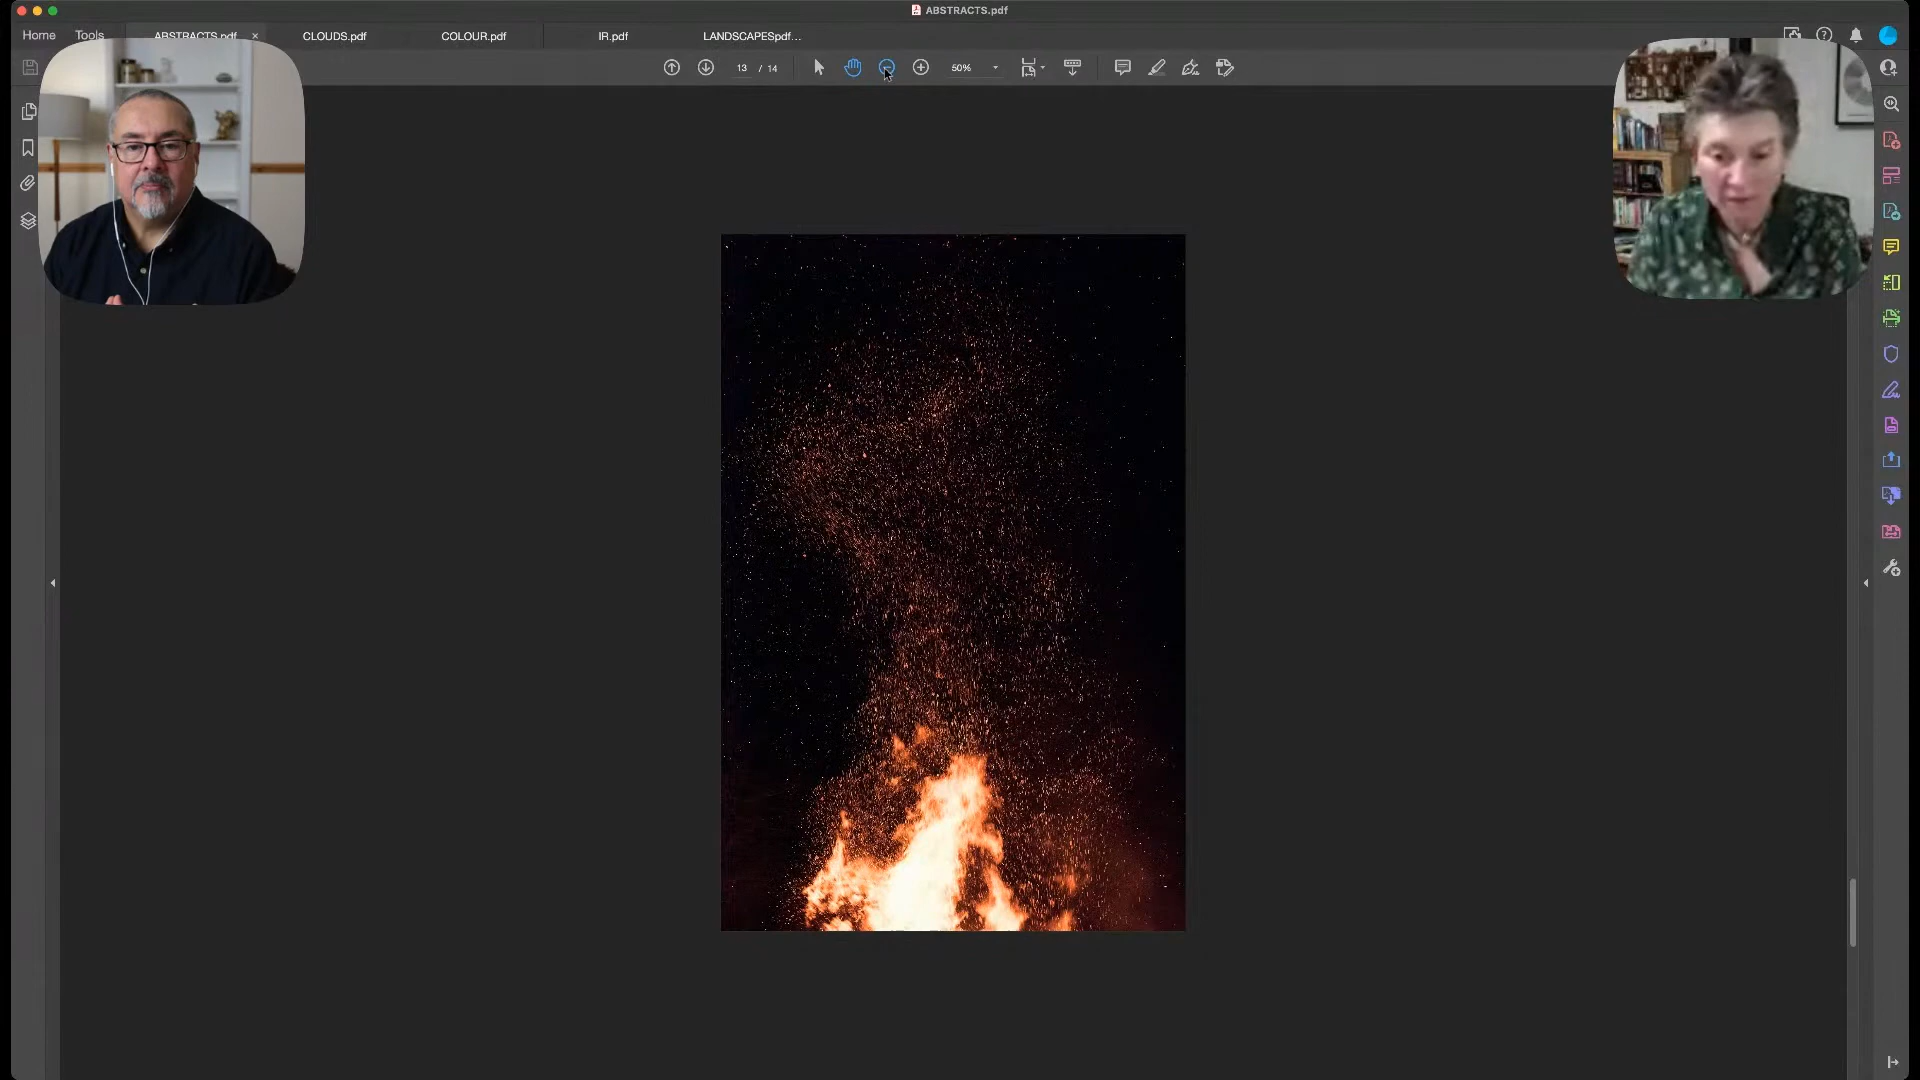 ABSTRACTS.pdf
Home Tools ABSTRACTS.pdf × CLOUDS.pdf COLOUR.pdf IR.pdf LANDSCAPESpdf...
13 / 14 50%